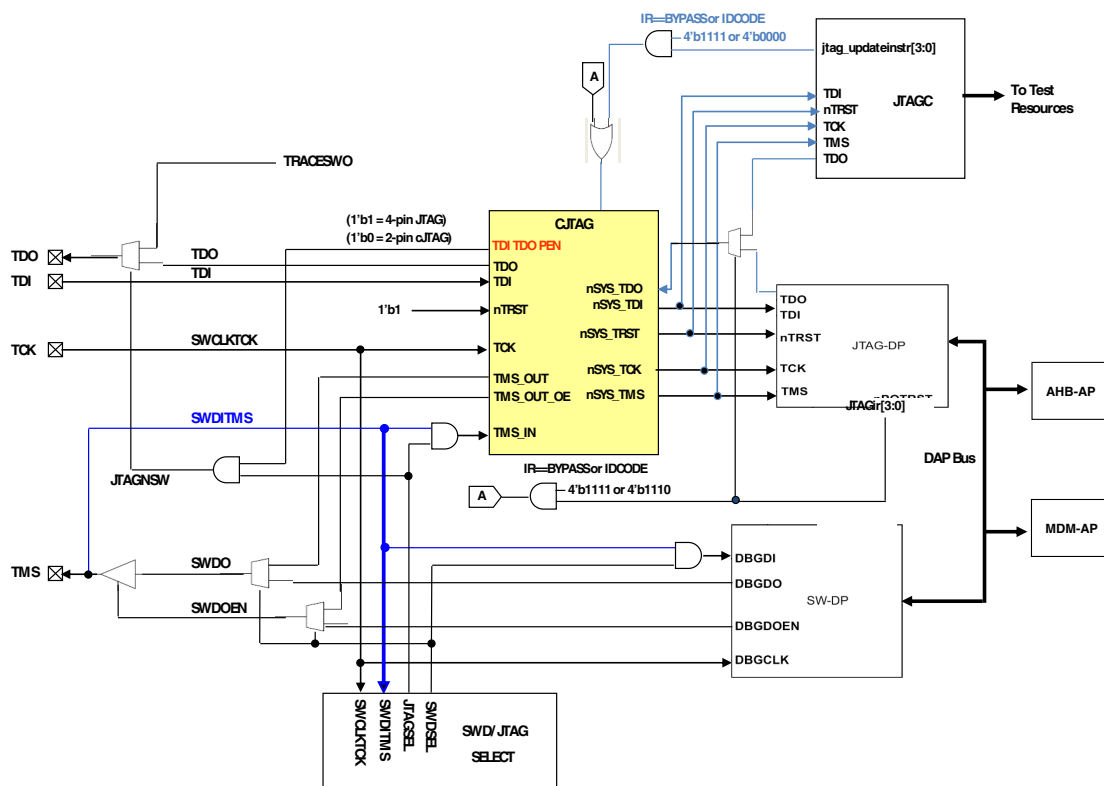 IR==BYPASS or IDCODE
4'b1111 or 4'b0000
jtag_updateinstr[3:0]
A
TDI
nTRST
TCK
TMS
TDO
JTAGC
To Test
Resources
TRACESWO
(1'b1 = 4-pin JTAG)
(1'b0 = 2-pin cJTAG)
CJTAG
TDI TDO PEN
TDO
TDI
nTRST
TCK
TMS_OUT
TMS_OUT_OE
TMS_IN
nSYS_TDO
nSYS_TDI
nSYS_TRST
nSYS_TCK
nSYS_TMS
TDO
TDO
TDI
TDI
1'b1
TCK
SWCLKTCK
SWDITMS
JTAGNSW
TDO
TDI
nTRST
TCK
TMS
JTAG-DP
JTAGir[3:0]
AHB-AP
DAP Bus
MDM-AP
IR==BYPASS or IDCODE
4'b1111 or 4'b1110
A
TMS
SWDO
SWDOEN
DBGDI
DBGDO
DBGDOEN
DBGCLK
SW-DP
SWCLKTCK
SWDITMS
JTAGSEL
SWDSEL
SWD/JTAG
SELECT